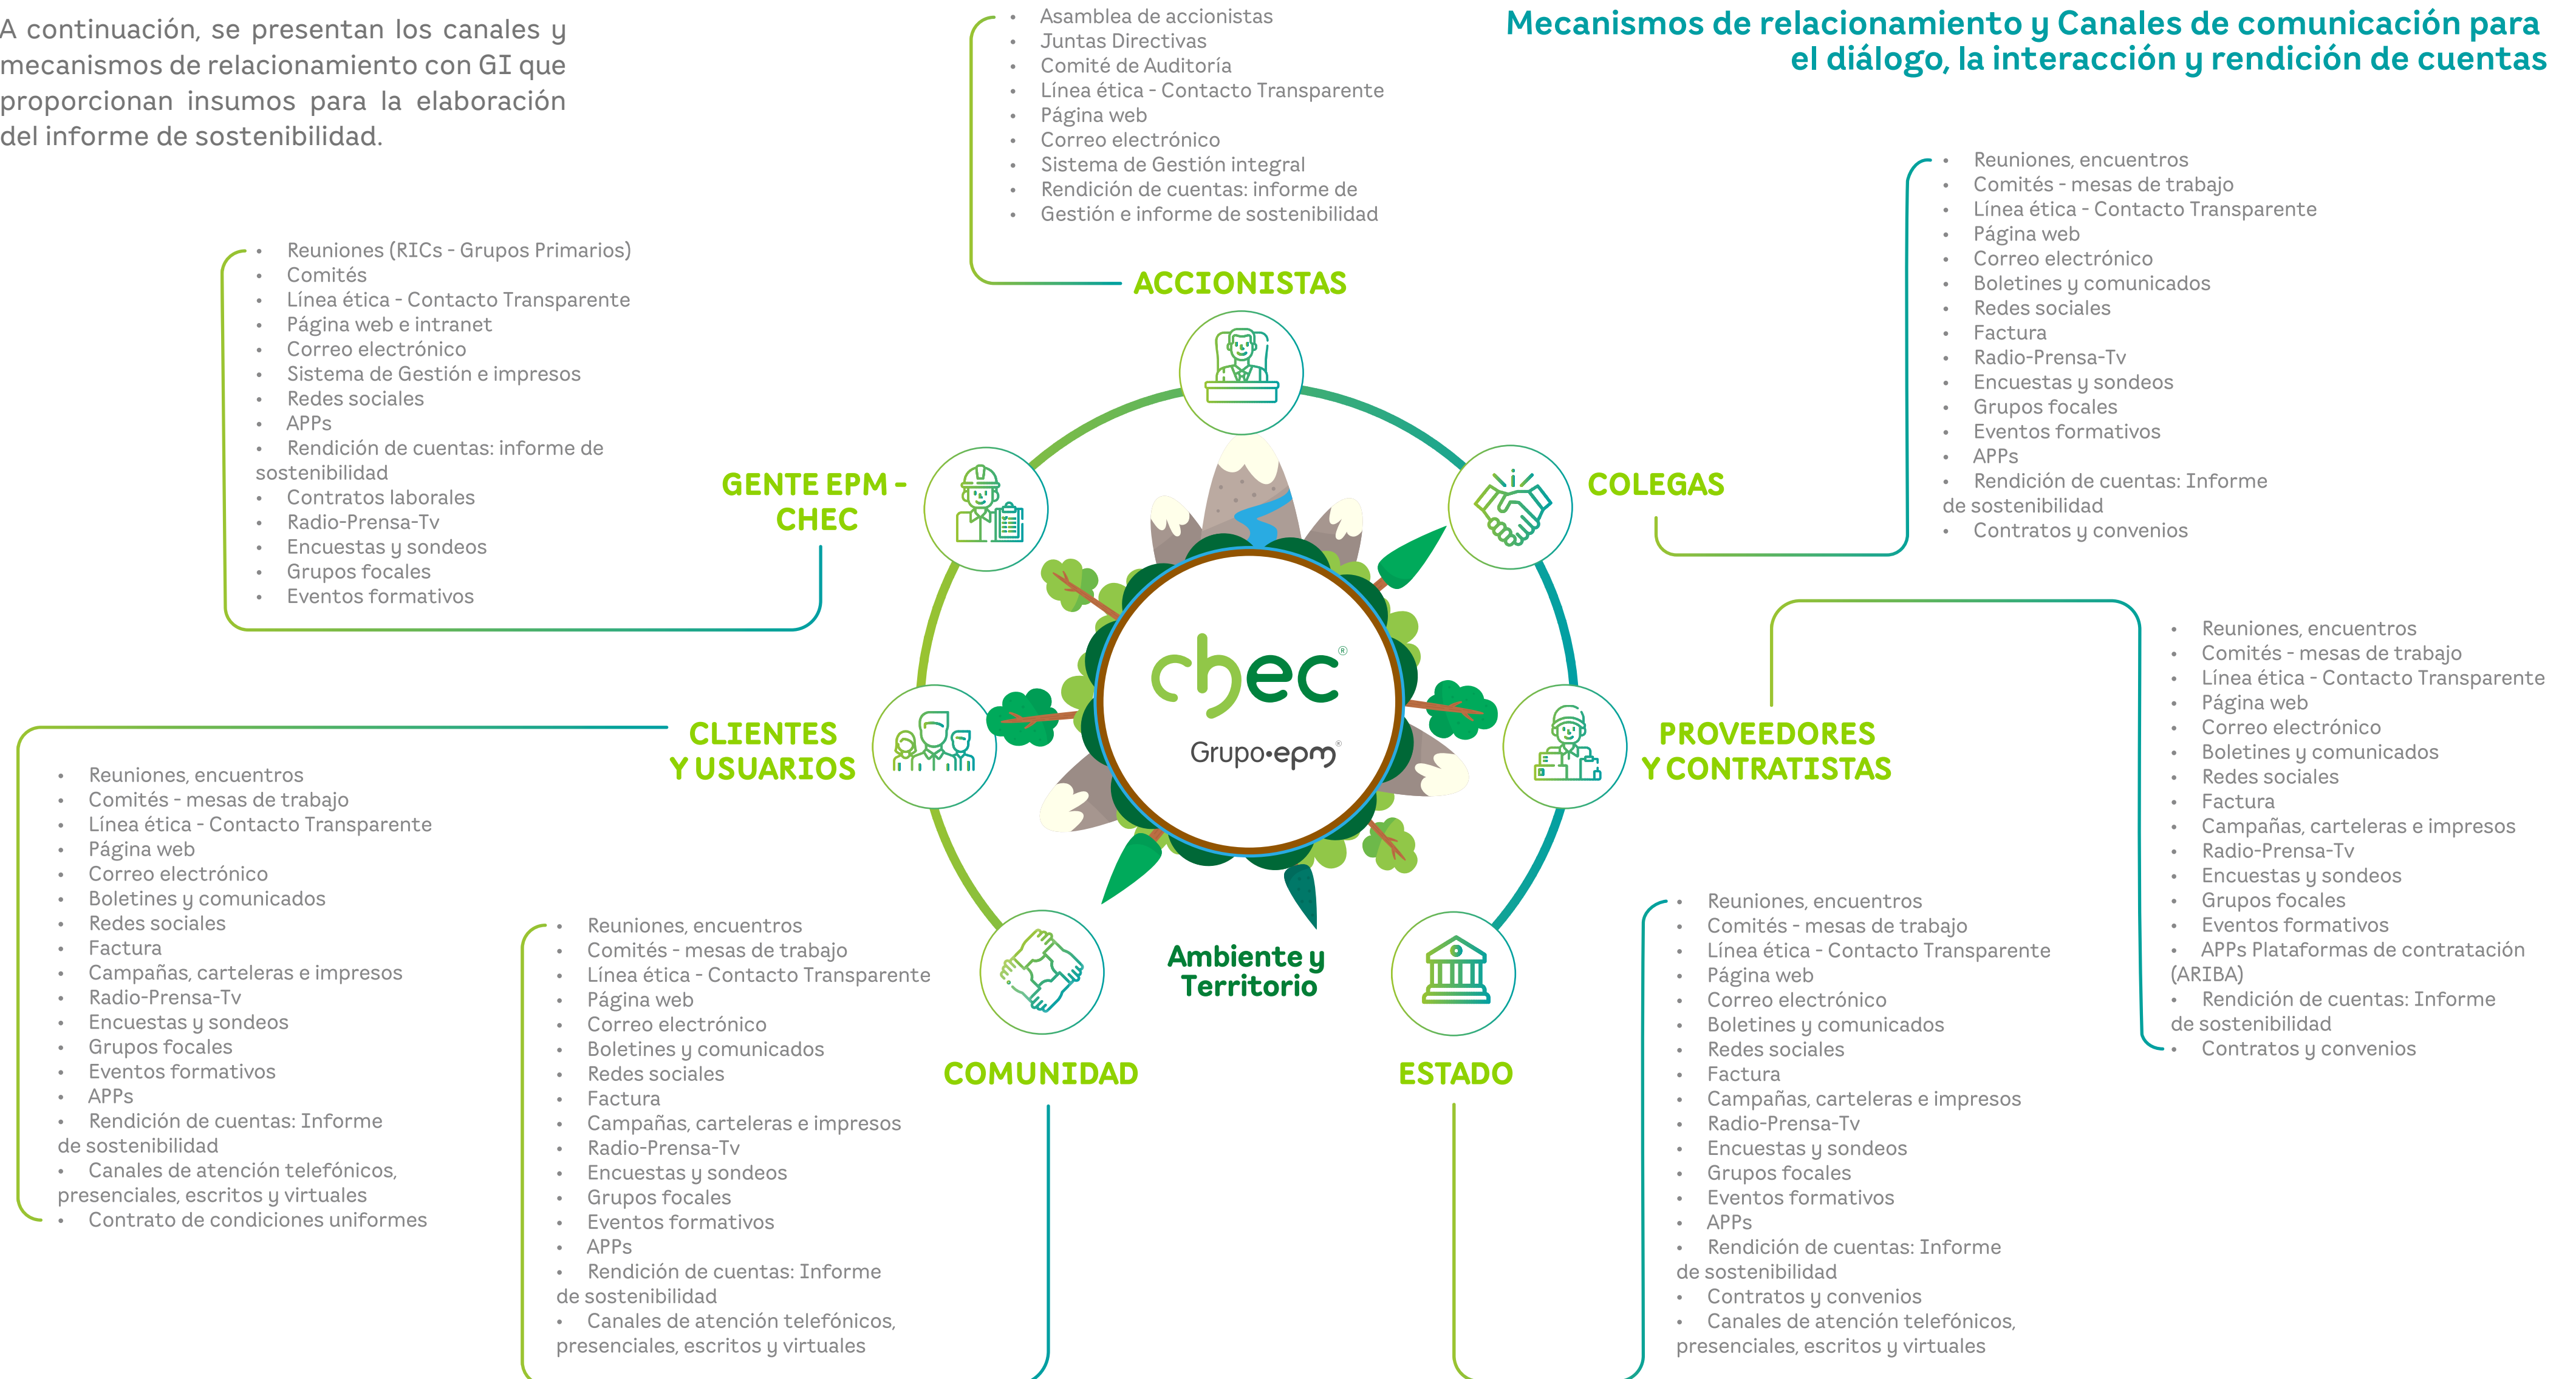 A continuación, se presentan los canales y
mecanismos de relacionamiento con GI que
proporcionan insumos para la elaboración
del informe de sostenibilidad.
Mecanismos de relacionamiento y Canales de comunicación para
el diálogo, la interacción y rendición de cuentas
• Asamblea de accionistas
• Juntas Directivas
• Comité de Auditoría
• Línea ética - Contacto Transparente
• Página web
• Correo electrónico
• Sistema de Gestión integral
• Rendición de cuentas: informe de
• Gestión e informe de sostenibilidad
ACCIONISTAS
• Reuniones, encuentros
• Comités - mesas de trabajo
• Línea ética - Contacto Transparente
• Página web
• Correo electrónico
• Boletines y comunicados
• Redes sociales
• Factura
• Radio-Prensa-Tv
• Encuestas y sondeos
• Grupos focales
• Eventos formativos
• APPs
• Rendición de cuentas: Informe
de sostenibilidad
• Contratos y convenios
COLEGAS
• Reuniones (RICs - Grupos Primarios)
• Comités
• Línea ética - Contacto Transparente
• Página web e intranet
• Correo electrónico
• Sistema de Gestión e impresos
• Redes sociales
• APPs
• Rendición de cuentas: informe de
sostenibilidad
• Contratos laborales
• Radio-Prensa-Tv
• Encuestas y sondeos
• Grupos focales
• Eventos formativos
GENTE EPM -
CHEC
chec®
Grupo•epm®
PROVEEDORES
Y CONTRATISTAS
• Reuniones, encuentros
• Comités - mesas de trabajo
• Línea ética - Contacto Transparente
• Página web
• Correo electrónico
• Boletines y comunicados
• Redes sociales
• Factura
• Campañas, carteleras e impresos
• Radio-Prensa-Tv
• Encuestas y sondeos
• Grupos focales
• Eventos formativos
• APPs Plataformas de contratación
(ARIBA)
• Rendición de cuentas: Informe
de sostenibilidad
• Contratos y convenios
CLIENTES
Y USUARIOS
• Reuniones, encuentros
• Comités - mesas de trabajo
• Línea ética - Contacto Transparente
• Página web
• Correo electrónico
• Boletines y comunicados
• Redes sociales
• Factura
• Campañas, carteleras e impresos
• Radio-Prensa-Tv
• Encuestas y sondeos
• Grupos focales
• Eventos formativos
• APPs
• Rendición de cuentas: Informe
de sostenibilidad
• Canales de atención telefónicos,
presenciales, escritos y virtuales
• Contrato de condiciones uniformes
• Reuniones, encuentros
• Comités - mesas de trabajo
• Línea ética - Contacto Transparente
• Página web
• Correo electrónico
• Boletines y comunicados
• Redes sociales
• Factura
• Campañas, carteleras e impresos
• Radio-Prensa-Tv
• Encuestas y sondeos
• Grupos focales
• Eventos formativos
• APPs
• Rendición de cuentas: Informe
de sostenibilidad
• Canales de atención telefónicos,
presenciales, escritos y virtuales
COMUNIDAD
Ambiente y
Territorio
ESTADO
• Reuniones, encuentros
• Comités - mesas de trabajo
• Línea ética - Contacto Transparente
• Página web
• Correo electrónico
• Boletines y comunicados
• Redes sociales
• Factura
• Campañas, carteleras e impresos
• Radio-Prensa-Tv
• Encuestas y sondeos
• Grupos focales
• Eventos formativos
• APPs
• Rendición de cuentas: Informe
de sostenibilidad
• Contratos y convenios
• Canales de atención telefónicos,
presenciales, escritos y virtuales